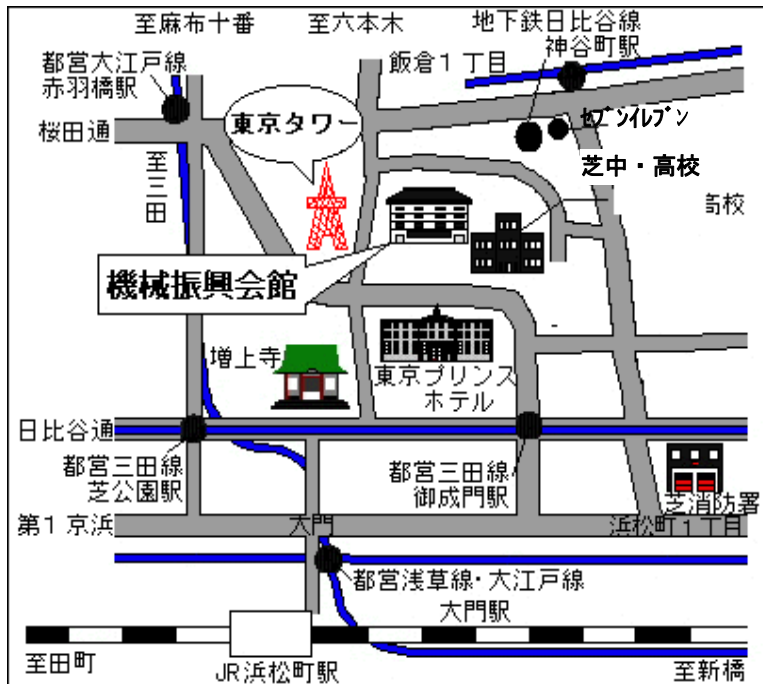 至麻布十番
至六本木
地下鉄日比谷線
神谷町駅
都営大江戸線
赤羽橋駅
飯倉1丁目
東京タワー
セブンイレブン
桜田通
至三田
芝中・高校
高校
機械振興会館
増上寺
東京プリンス
ホテル
日比谷通
都営三田線
芝公園駅
都営三田線
御成門駅
芝消防署
第1京浜
大門
浜松町1丁目
都営浅草線・大江戸線
大門駅
至田町
JR浜松町駅
至新橋